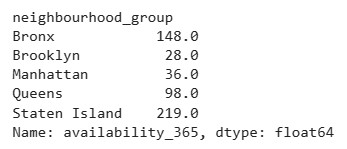 neighbourhood_group
Bronx            148.0
Brooklyn          28.0
Manhattan         36.0
Queens            98.0
Staten Island    219.0
Name: availability_365, dtype: float64